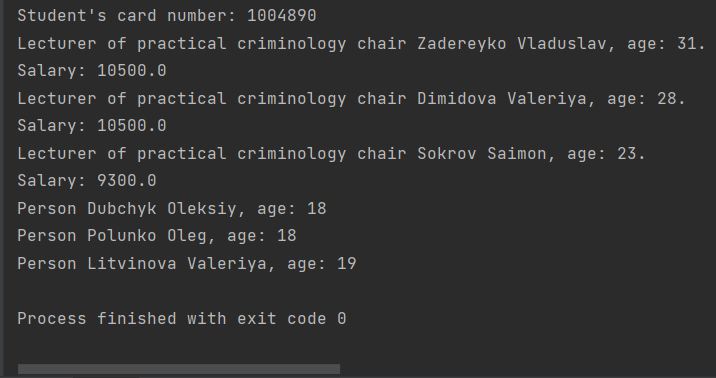 Student's card number: 1004890
Lecturer of practical criminology chair Zadereyko Vladuslav, age: 31.
Salary: 10500.0
Lecturer of practical criminology chair Dimidova Valeriya, age: 28.
Salary: 10500.0
Lecturer of practical criminology chair Sokrov Saimon, age: 23.
Salary: 9300.0
Person Dubchyk Oleksiy, age: 18
Person Polunko Oleg, age: 18
Person Litvinova Valeriya, age: 19
Process finished with exit code 0